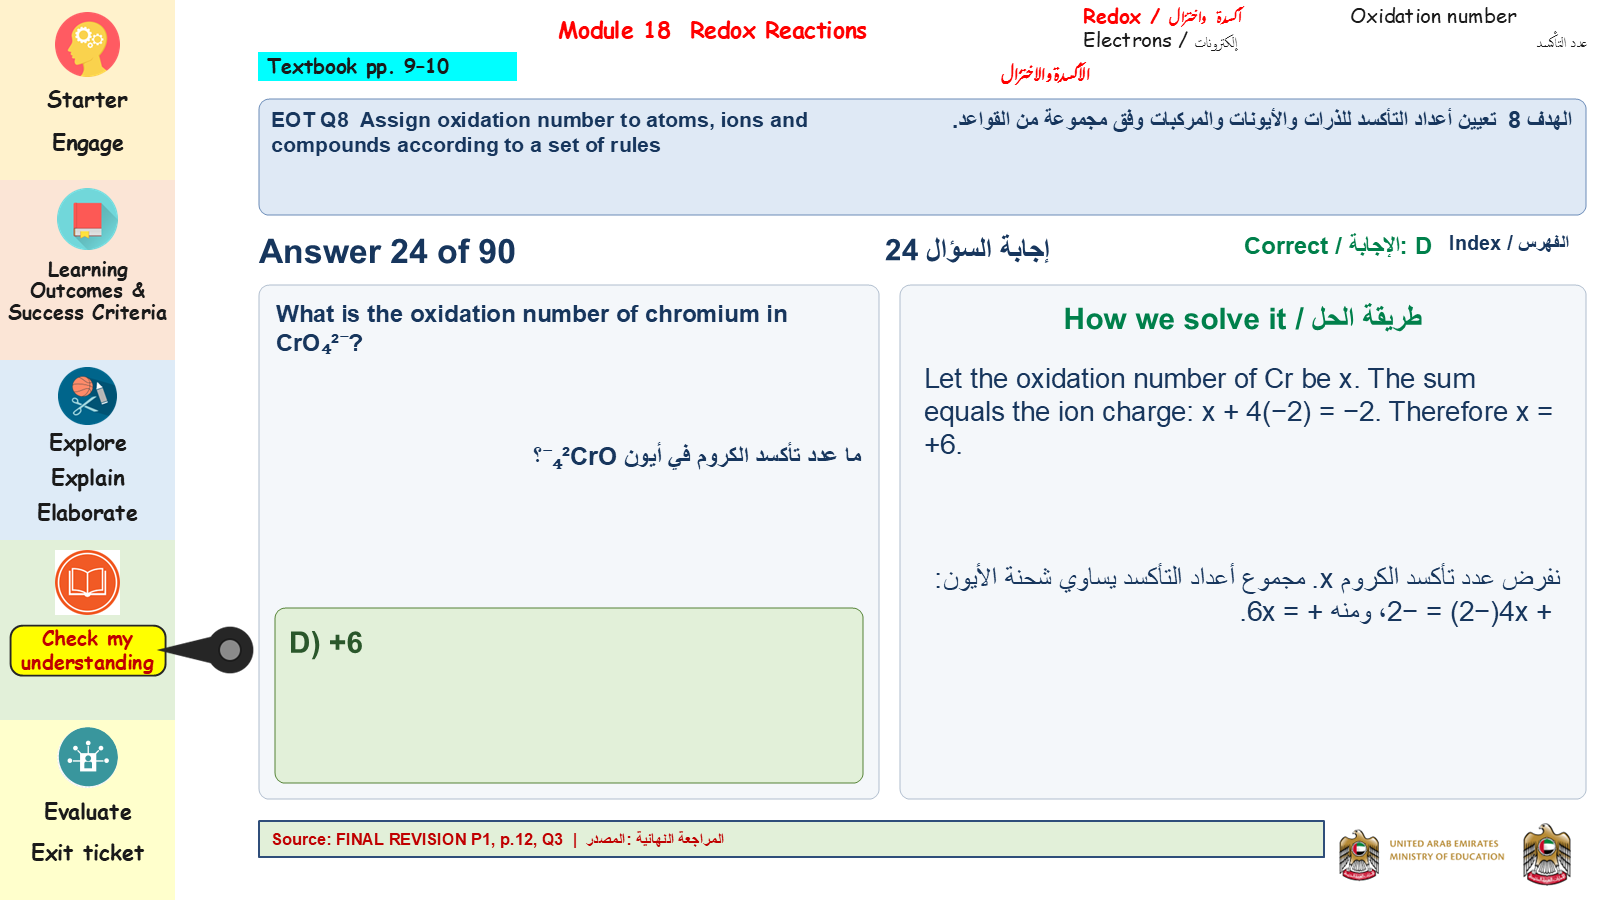 Module 18 Redox Reactions
Redox / أكسدة واختزال
Electrons / إلكترونات
Oxidation number
عدد التأكسد
Textbook pp. 9–10
الأكسدة والاختزال
Starter
Engage
Learning
Outcomes &
Success Criteria
Explore
Explain
Elaborate
Check my
understanding
Evaluate
Exit ticket
EOT Q8 Assign oxidation number to atoms, ions and
compounds according to a set of rules
الهدف 8 تعيين أعداد التأكسد للذرات والأيونات والمركبات وفق مجموعة من القواعد.
Answer 24 of 90
إجابة السؤال 24
Correct / الإجابة: D
Index / الفهرس
What is the oxidation number of chromium in
CrO₄²⁻?
ما عدد تأكسد الكروم في أيون CrO₄²⁻؟
D) +6
How we solve it / طريقة الحل
Let the oxidation number of Cr be x. The sum
equals the ion charge: x + 4(−2) = −2. Therefore x =
+6.
نفرض عدد تأكسد الكروم x. مجموع أعداد التأكسد يساوي شحنة الأيون:
x + 4(−2) = −2، ومنه x = +6.
Source: FINAL REVISION P1, p.12, Q3 | المصدر: المراجعة النهائية
UNITED ARAB EMIRATES
MINISTRY OF EDUCATION